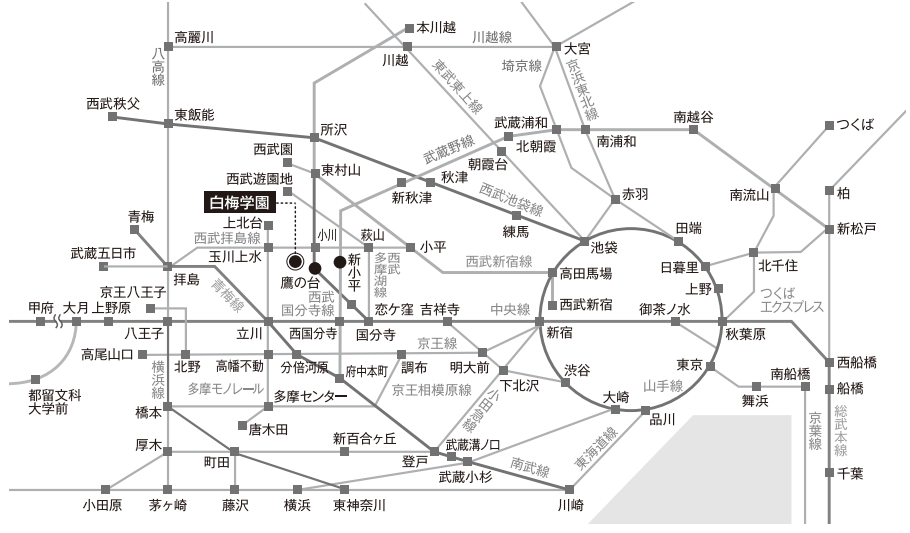 本川越
高麗川
川越線
大宮
川越
八高線
埼京線
京浜東北線
東武東上線
西武秩父
東飯能
所沢
武蔵浦和
南越谷
つくば
北朝霞
南浦和
武蔵野線
朝霞台
西武園
東村山
西武遊園地
秋津
新秋津
西武池袋線
赤羽
南流山
柏
白梅学園
練馬
青梅
上北台
小川
萩山
小平
池袋
田端
新松戸
西武拝島線
武蔵五日市
玉川上水
新小平
西武多摩湖線
西武新宿線
高田馬場
日暮里
北千住
拝島
鷹の台
上野
京王八王子
青梅線
西武国分寺線
つくばエクスプレス
甲府
大月
上野原
恋ケ窪
吉祥寺
中央線
西武新宿
御茶ノ水
八王子
立川
西国分寺
国分寺
新宿
秋葉原
京王線
高尾山口
北野
高幡不動
分倍河原
調布
明大前
西船橋
府中本町
渋谷
東京
南船橋
都留文科
大学前
横浜線
多摩モノレール
京王相模原線
下北沢
山手線
舞浜
船橋
多摩センター
小田急線
大崎
橋本
品川
京葉線
総武本線
唐木田
新百合ヶ丘
厚木
町田
登戸
武蔵溝ノ口
武蔵小杉
南武線
東海道線
千葉
小田原
茅ヶ崎
藤沢
横浜
東神奈川
川崎